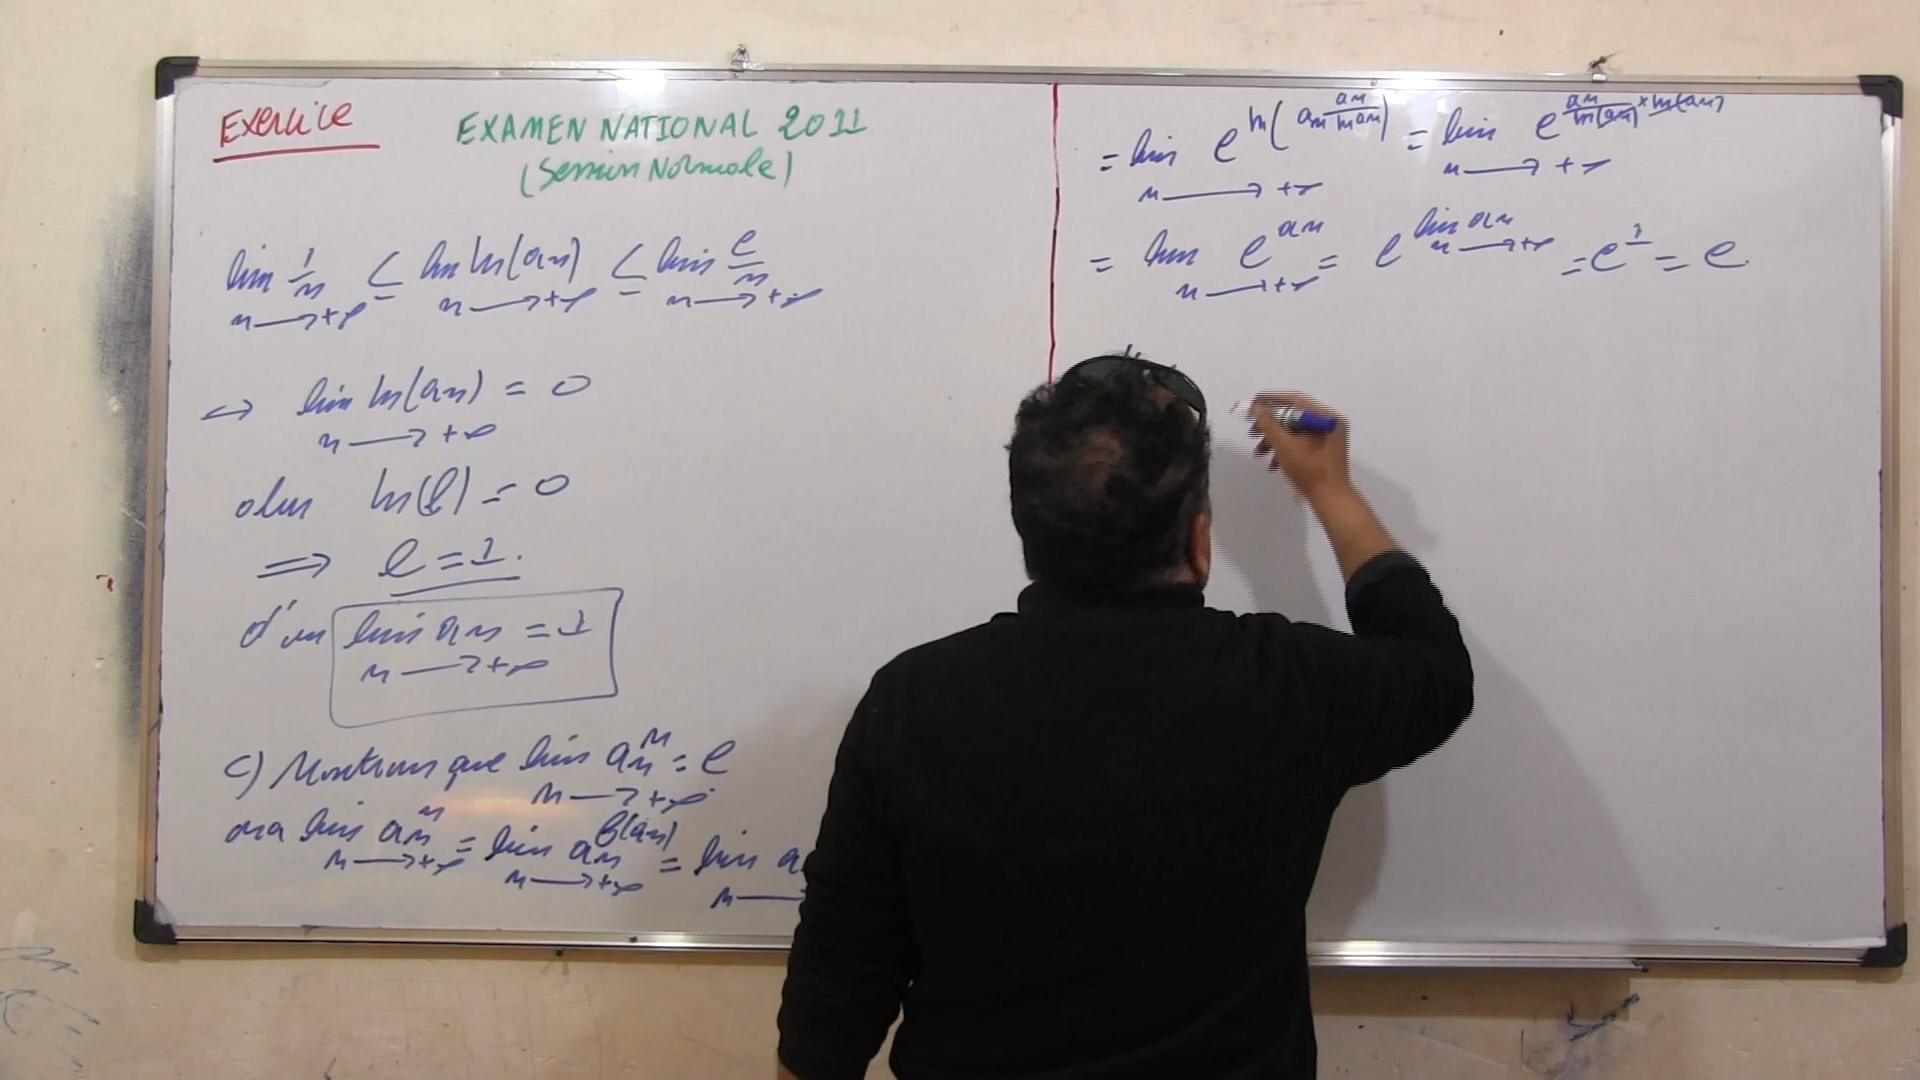 Exercice
EXAMEN NATIONAL 2011
(Session Normale)
lim 1/n ≤ lim ln(an) ≤ lim e/n
n→+∞ n→+∞ n→+∞
⇔ lim ln(an) = 0
n→+∞
donc ln(l) = 0
⟹ l = 1.
d'où lim an = 1
n→+∞
c) Montrons que lim an^n = e
n→+∞
on a lim an^n = lim an^f(an) = lim a
n→+∞ n→+∞ n→
= lim e^ln(an^(an/ln an)) = lim e^(an/ln(an) × ln(an))
n→+∞ n→+∞
= lim e^an = e^(lim an) = e^1 = e.
n→+∞ n→+∞